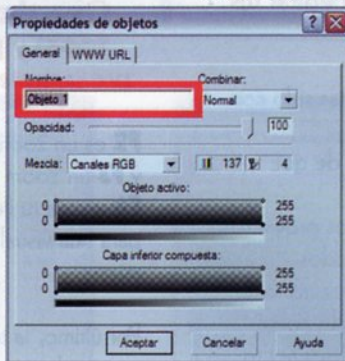 Propiedades de objetos
General WWW URL
Nombre: Combinar:
Objeto 1 Normal
Opacidad: 100
Mezcla: Canales RGB 137 4
Objeto activo:
0 255
0 255
Capa inferior compuesta:
0 255
0 255
Aceptar Cancelar Ayuda